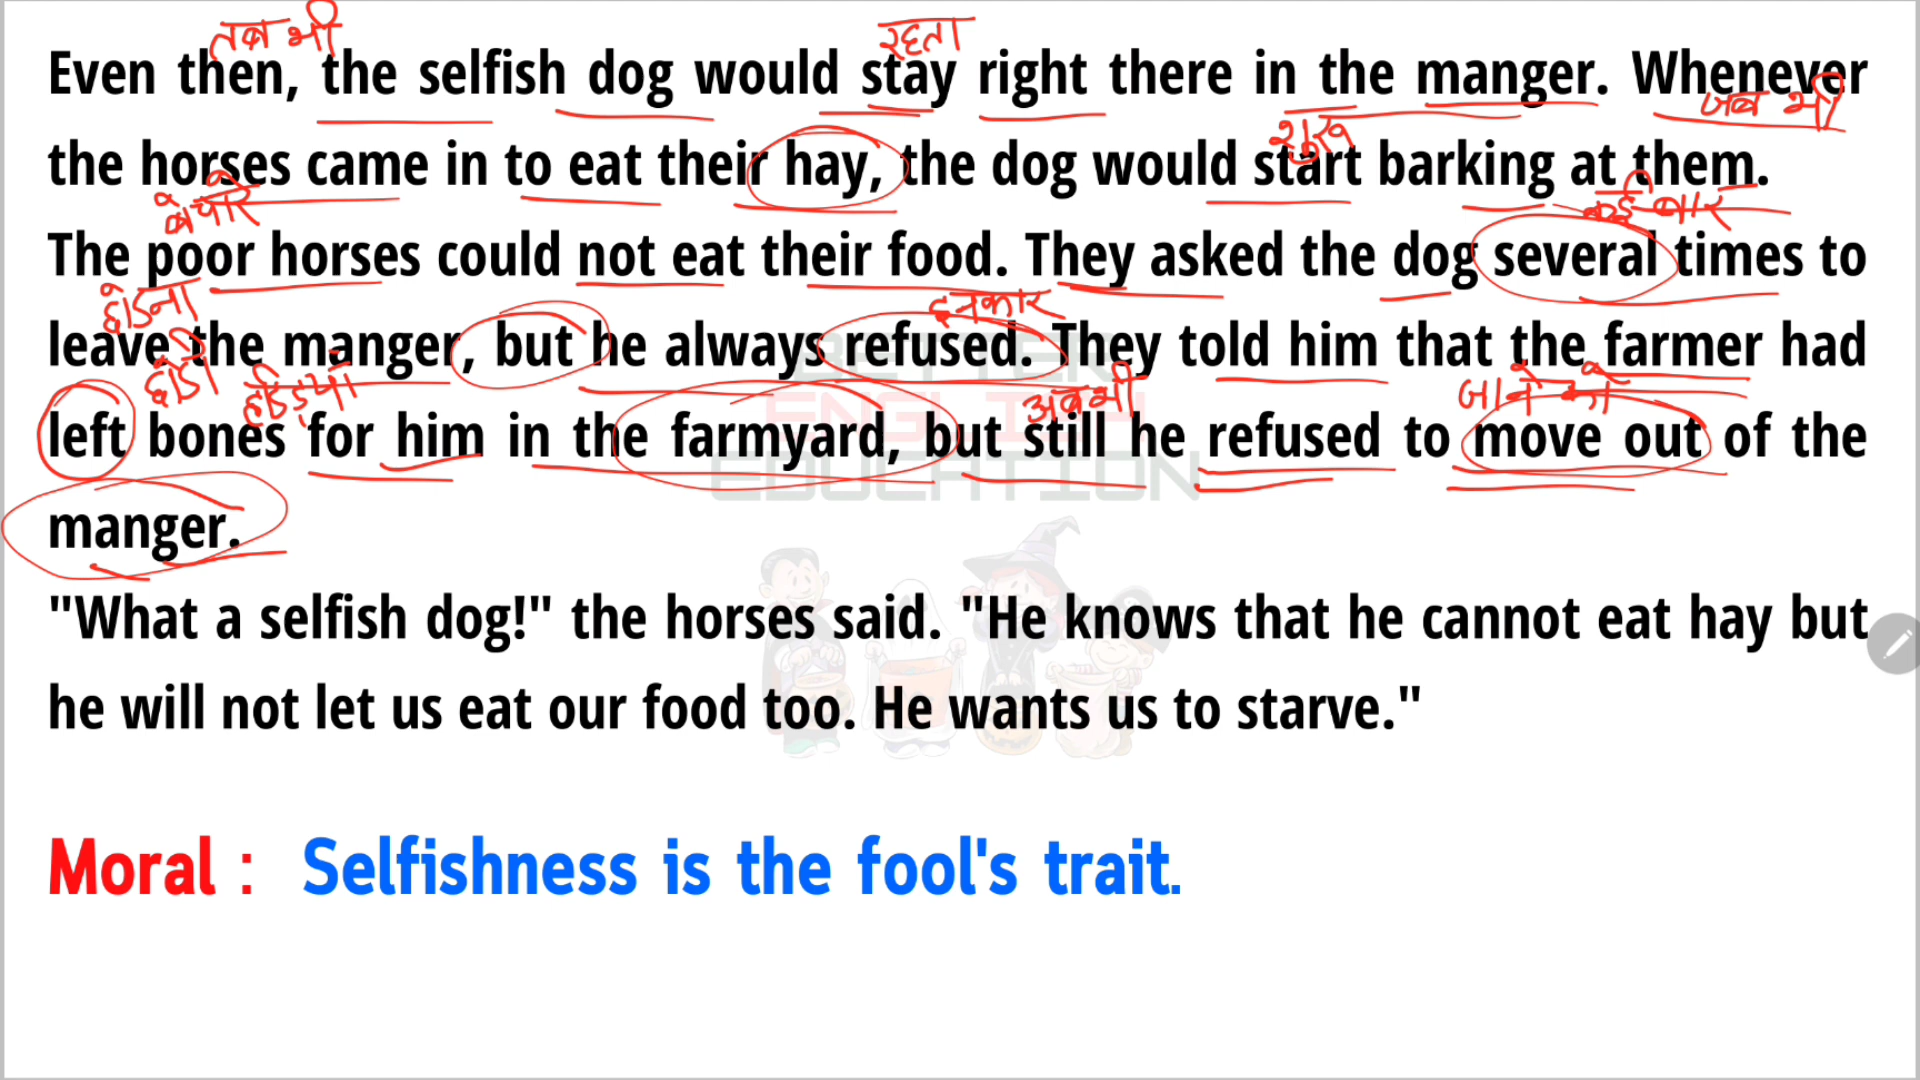 तब भी रहता
Even then, the selfish dog would stay right there in the manger. Whenever
जब भी
शुरू
the horses came in to eat their hay, the dog would start barking at them.
बेचारे कई बार
The poor horses could not eat their food. They asked the dog several times to
छोड़ना इनकार
leave the manger, but he always refused. They told him that the farmer had
छोड़ी हड्डियाँ अब भी जाने को
left bones for him in the farmyard, but still he refused to move out of the
manger.
BETTER
ENGLISH
EDUCATION
"What a selfish dog!" the horses said. "He knows that he cannot eat hay but
he will not let us eat our food too. He wants us to starve."
Moral : Selfishness is the fool's trait.